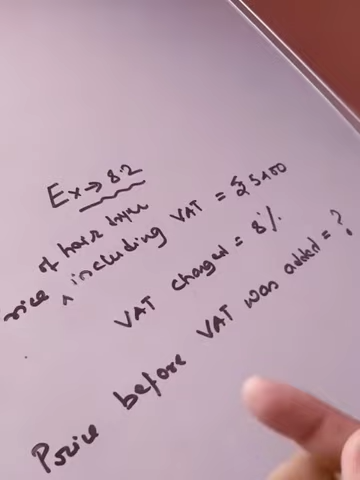 Ex → 8.2
of hair dryer
rice ^ including VAT = ₹ 5400
VAT charged = 8%.
Price before VAT was added = ?